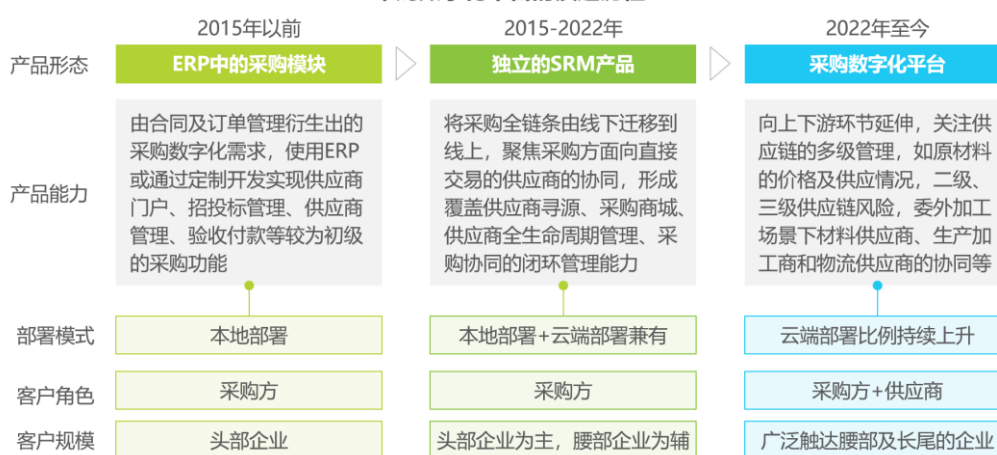 2015年以前
2015-2022年
2022年至今
产品形态
ERP中的采购模块
独立的SRM产品
采购数字化平台
产品能力
由合同及订单管理衍生出的
采购数字化需求，使用ERP
或通过定制开发实现供应商
门户、招投标管理、供应商
管理、验收付款等较为初级
的采购功能
将采购全链条由线下迁移到
线上，聚焦采购方面向直接
交易的供应商的协同，形成
覆盖供应商寻源、采购商城、
供应商全生命周期管理、采
购协同的闭环管理能力
向上下游环节延伸，关注供
应链的多级管理，如原材料
的价格及供应情况，二级、
三级供应链风险，委外加工
场景下材料供应商、生产加
工商和物流供应商的协同等
部署模式
本地部署
本地部署+云端部署兼有
云端部署比例持续上升
客户角色
采购方
采购方
采购方+供应商
客户规模
头部企业
头部企业为主，腰部企业为辅
广泛触达腰部及长尾的企业